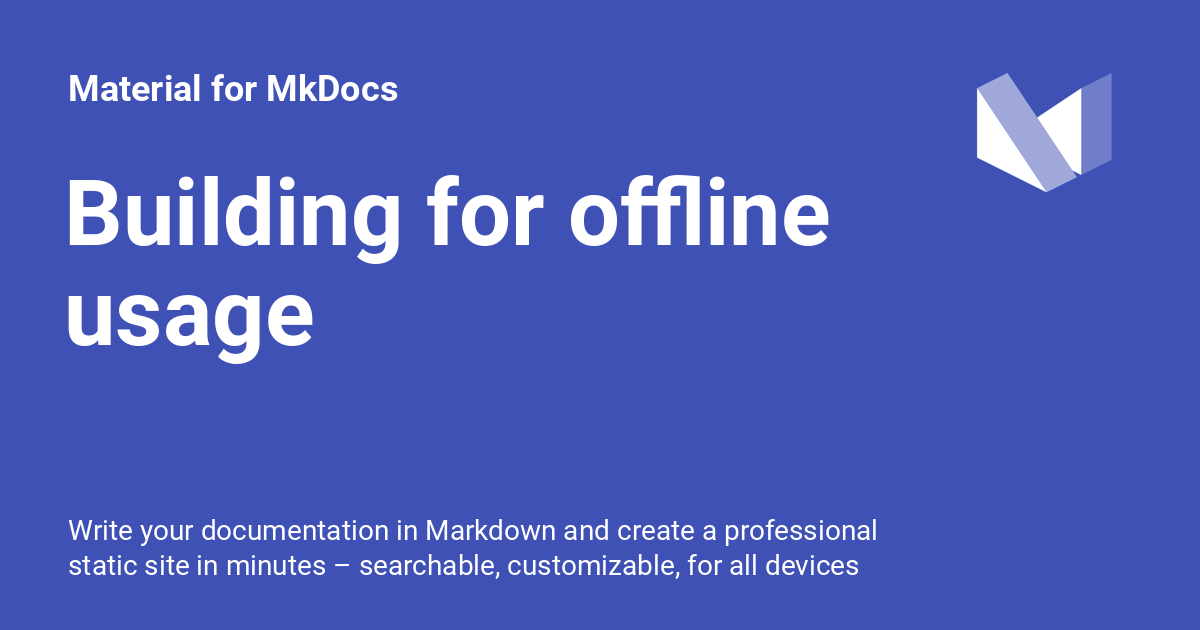 Material for MkDocs
Building for offline
usage
Write your documentation in Markdown and create a professional
static site in minutes – searchable, customizable, for all devices